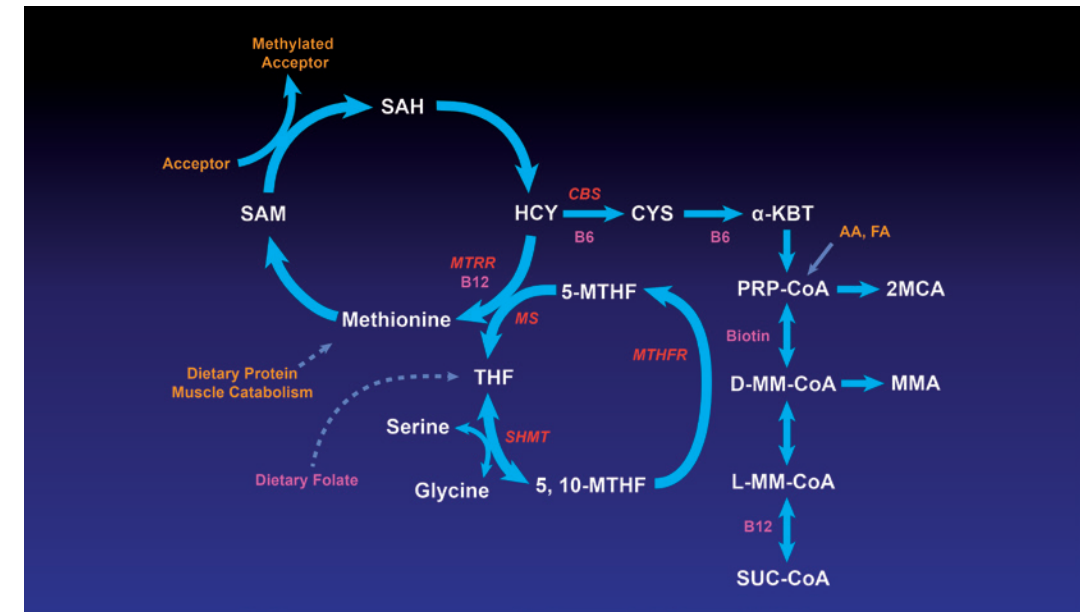 Methylated
Acceptor
SAH
Acceptor
SAM
HCY
CBS
B6
CYS
B6
α-KBT
AA, FA
MTRR
B12
5-MTHF
PRP-CoA
2MCA
Methionine
MS
Biotin
MTHFR
Dietary Protein
Muscle Catabolism
THF
D-MM-CoA
MMA
Serine
SHMT
Dietary Folate
Glycine
5, 10-MTHF
L-MM-CoA
B12
SUC-CoA